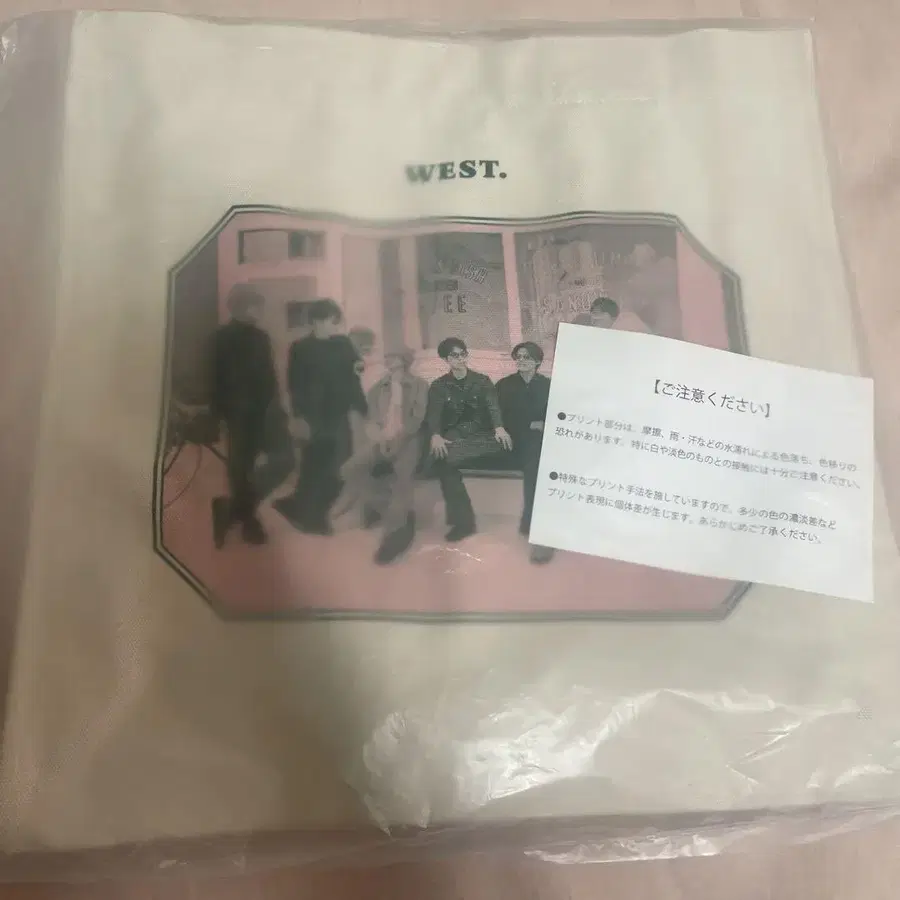 WEST.
EE
【ご注意ください】
●プリント部分は、摩擦、雨・汗などの水濡れによる色落ち、色移りの
恐れがあります。特に白や淡色のものとの接触には十分ご注意ください。
●特殊なプリント手法を施していますので、多少の色の濃淡差など
プリント表現に個体差が生じます。あらかじめご了承ください。